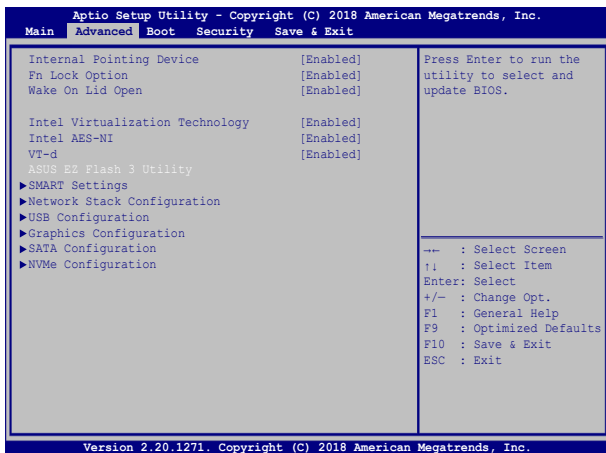 Aptio Setup Utility - Copyright (C) 2018 American Megatrends, Inc.
Main Advanced Boot Security Save & Exit
Internal Pointing Device [Enabled]
Fn Lock Option [Enabled]
Wake On Lid Open [Enabled]
Intel Virtualization Technology [Enabled]
Intel AES-NI [Enabled]
VT-d [Enabled]
ASUS EZ Flash 3 Utility
▶SMART Settings
▶Network Stack Configuration
▶USB Configuration
▶Graphics Configuration
▶SATA Configuration
▶NVMe Configuration
Press Enter to run the
utility to select and
update BIOS.
→← : Select Screen
↑↓ : Select Item
Enter: Select
+/— : Change Opt.
F1 : General Help
F9 : Optimized Defaults
F10 : Save & Exit
ESC : Exit
Version 2.20.1271. Copyright (C) 2018 American Megatrends, Inc.